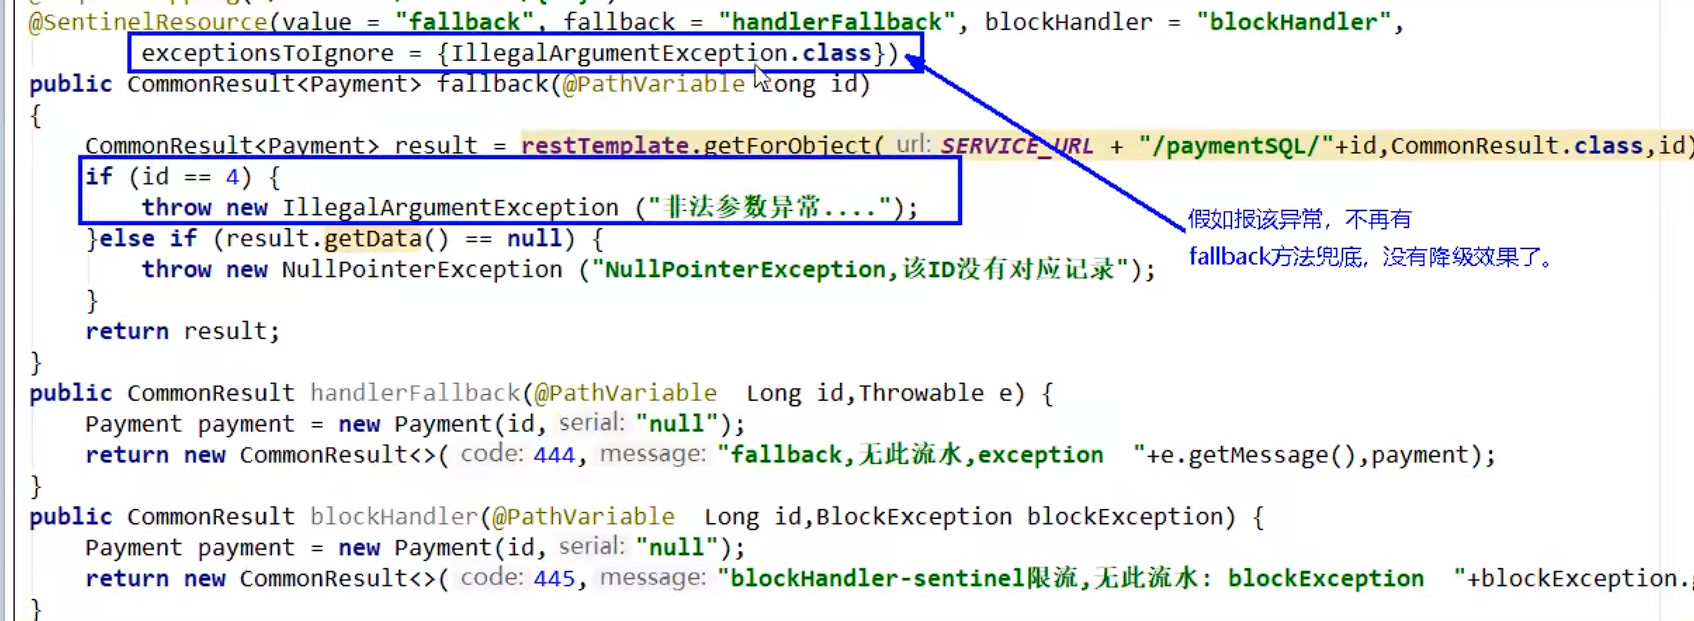 @SentinelResource(value = "fallback", fallback = "handlerFallback", blockHandler = "blockHandler",
exceptionsToIgnore = {IllegalArgumentException.class})
public CommonResult<Payment> fallback(@PathVariable Long id)
{
CommonResult<Payment> result = restTemplate.getForObject( url: SERVICE_URL + "/paymentSQL/"+id,CommonResult.class,id)
if (id == 4) {
throw new IllegalArgumentException ("非法参数异常....");
}else if (result.getData() == null) {
throw new NullPointerException ("NullPointerException,该ID没有对应记录");
}
return result;
}
假如报该异常，不再有
fallback方法兜底，没有降级效果了。
public CommonResult handlerFallback(@PathVariable  Long id,Throwable e) {
Payment payment = new Payment(id, serial: "null");
return new CommonResult<>( code: 444, message: "fallback,无此流水,exception  "+e.getMessage(),payment);
}
public CommonResult blockHandler(@PathVariable  Long id,BlockException blockException) {
Payment payment = new Payment(id, serial: "null");
return new CommonResult<>( code: 445, message: "blockHandler-sentinel限流,无此流水: blockException  "+blockException.
}